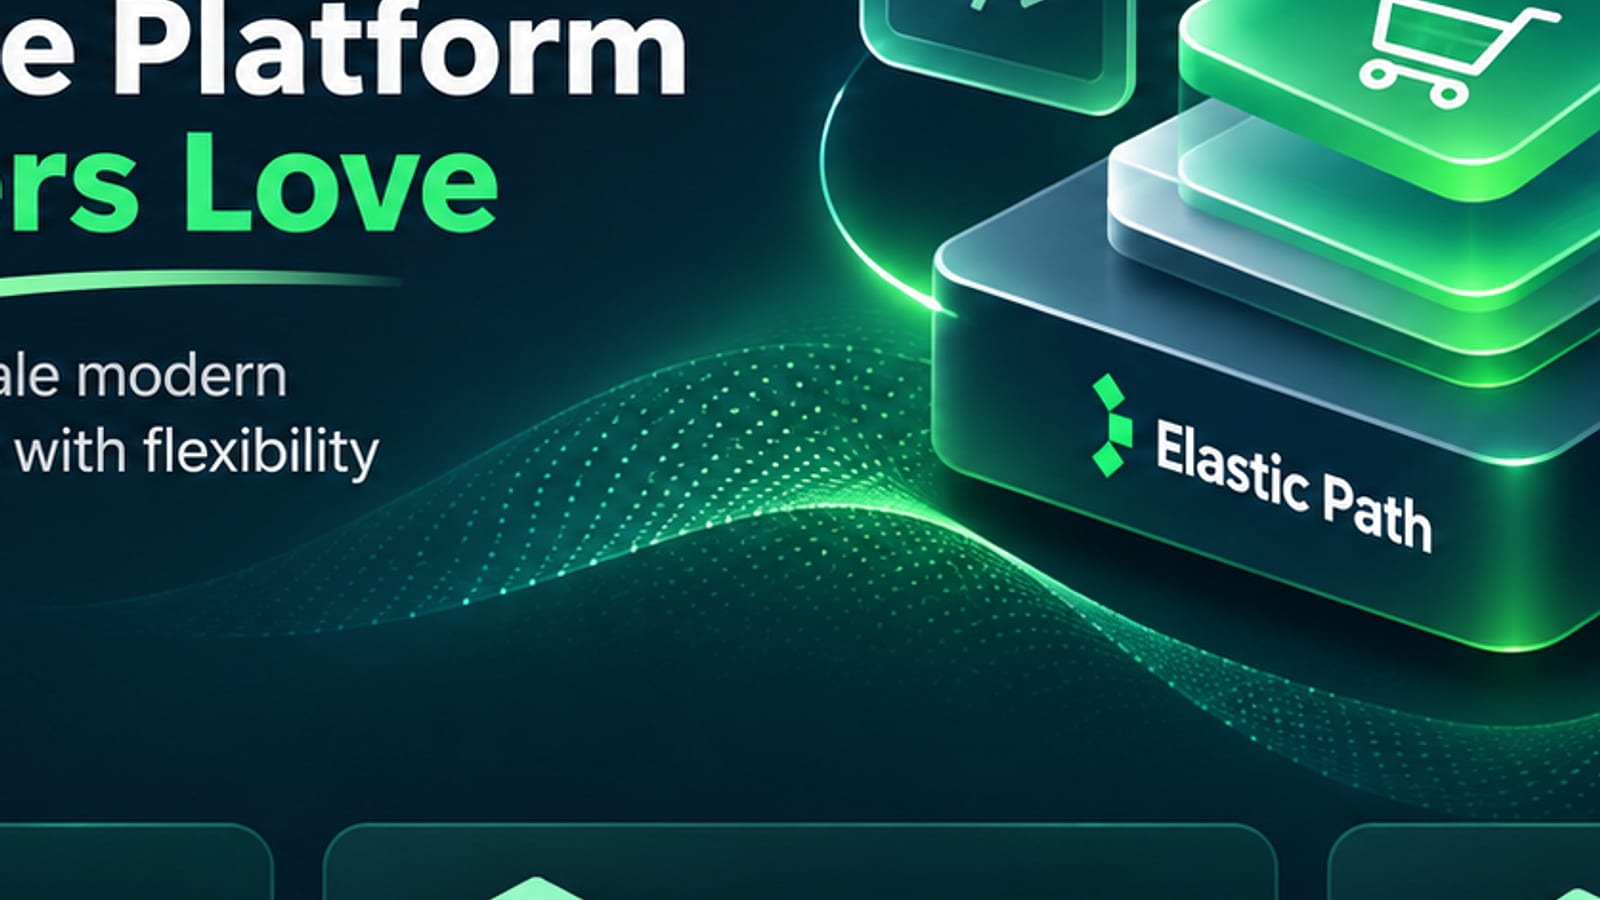 e Platform
ers Love
ale modern
with flexibility
Elastic Path